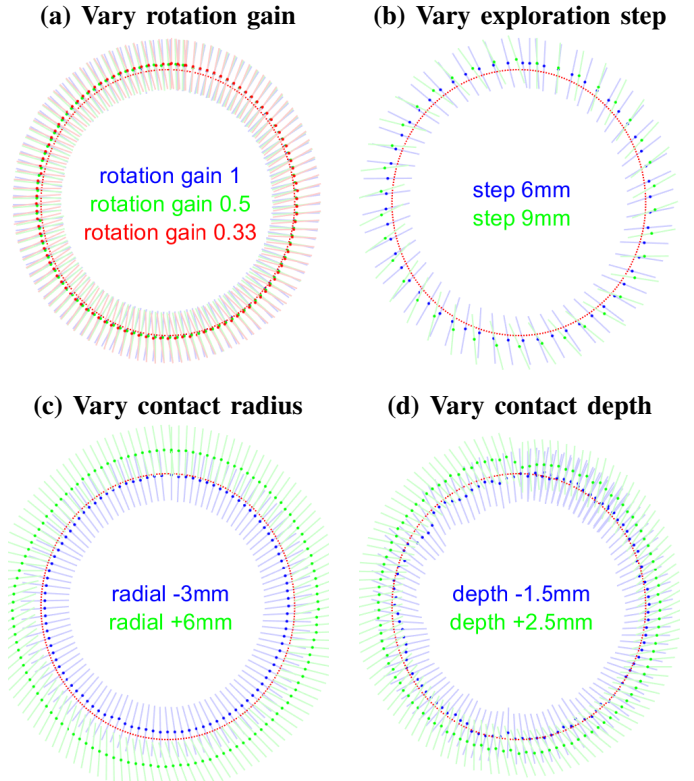 (a) Vary rotation gain
rotation gain 1
rotation gain 0.5
rotation gain 0.33
(b) Vary exploration step
step 6mm
step 9mm
(c) Vary contact radius
radial -3mm
radial +6mm
(d) Vary contact depth
depth -1.5mm
depth +2.5mm